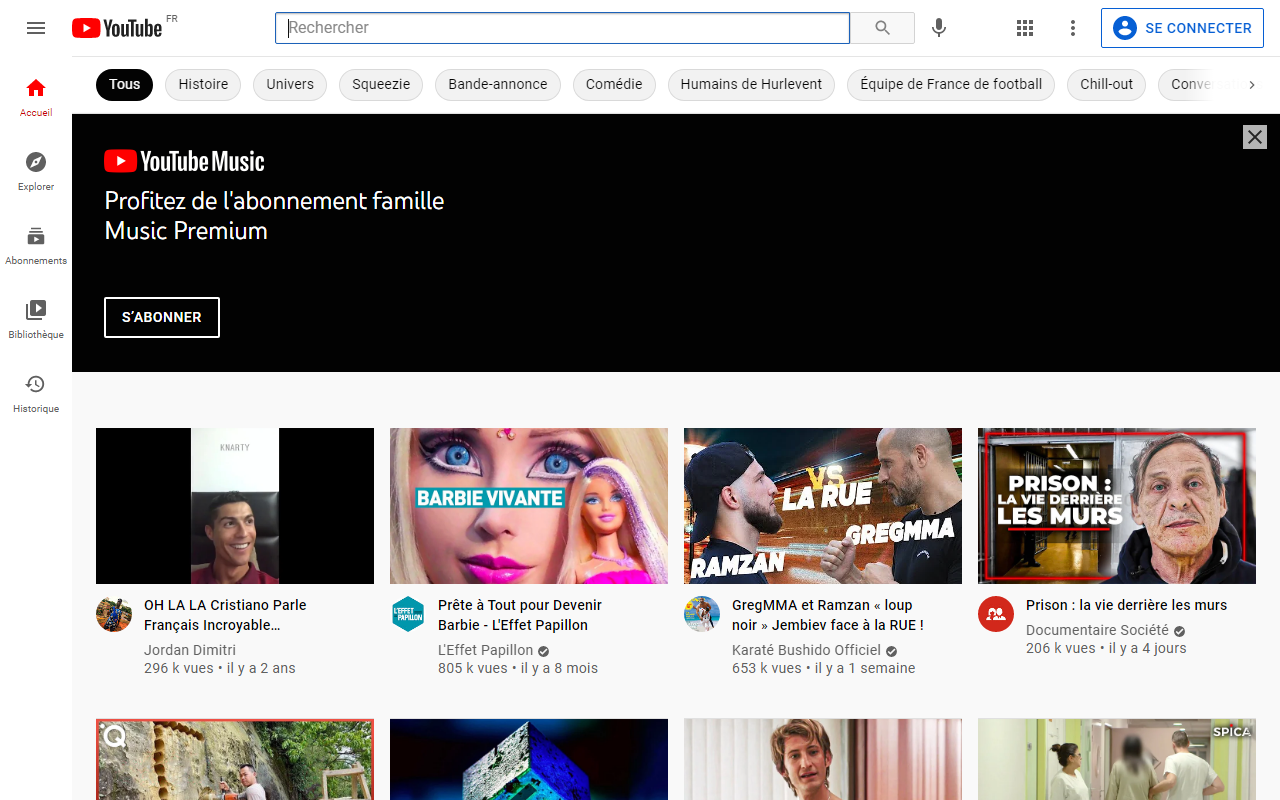 YouTube FR
Rechercher
SE CONNECTER
Accueil
Explorer
Abonnements
Bibliothèque
Historique
Tous
Histoire
Univers
Squeezie
Bande-annonce
Comédie
Humains de Hurlevent
Équipe de France de football
Chill-out
YouTube Music
Profitez de l'abonnement famille
Music Premium
S'ABONNER
KNARTY
OH LA LA Cristiano Parle
Français Incroyable…
Jordan Dimitri
296 k vues • il y a 2 ans
BARBIE VIVANTE
L'EFFET
PAPILLON
Prête à Tout pour Devenir
Barbie - L'Effet Papillon
L'Effet Papillon
805 k vues • il y a 8 mois
VS
LA RUE
GREGMMA
RAMZAN
GregMMA et Ramzan « loup
noir » Jembiev face à la RUE !
Karaté Bushido Officiel
653 k vues • il y a 1 semaine
PRISON :
LA VIE DERRIÈRE
LES MURS
Prison : la vie derrière les murs
Documentaire Société
206 k vues • il y a 4 jours
SPICA